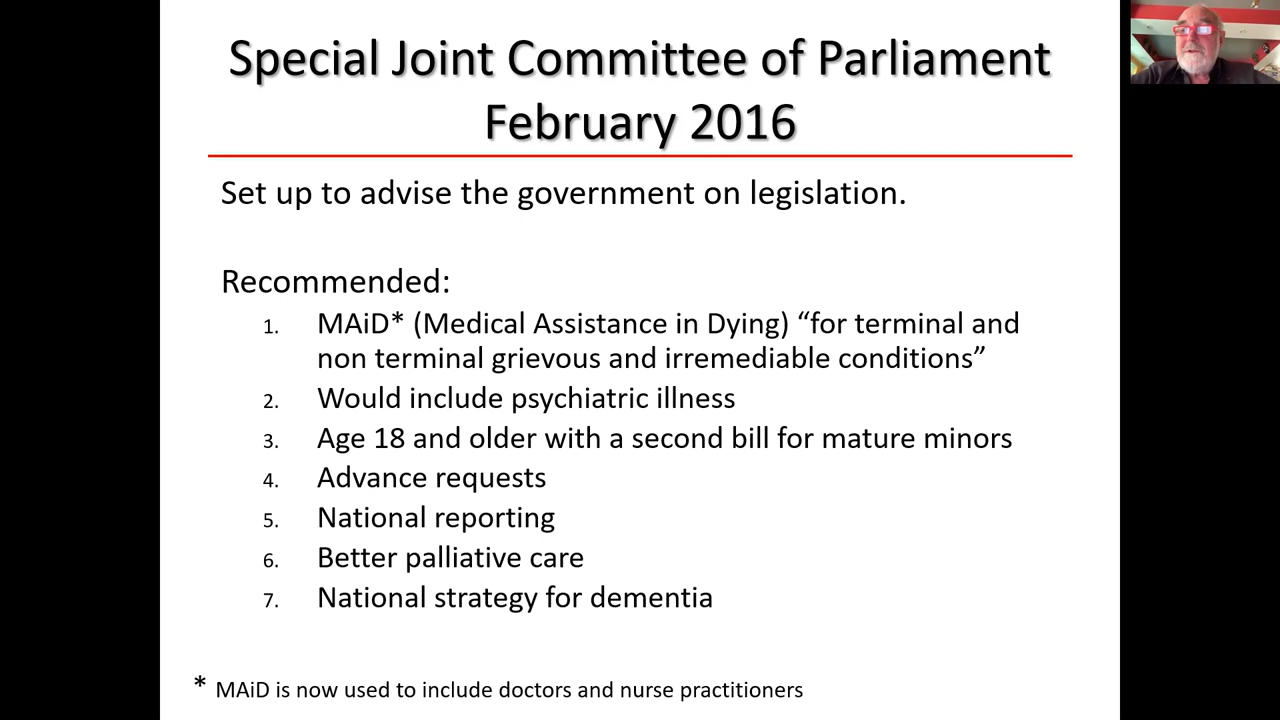 Special Joint Committee of Parliament
February 2016
Set up to advise the government on legislation.
Recommended:
1. MAiD* (Medical Assistance in Dying) “for terminal and
non terminal grievous and irremediable conditions”
2. Would include psychiatric illness
3. Age 18 and older with a second bill for mature minors
4. Advance requests
5. National reporting
6. Better palliative care
7. National strategy for dementia
* MAiD is now used to include doctors and nurse practitioners